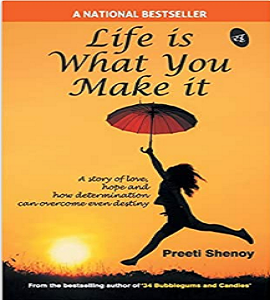 A NATIONAL BESTSELLER
Life is
What You
Make it
A story of love,
hope and
how determination
can overcome even destiny
Preeti Shenoy
From the bestselling author of '34 Bubblegums and Candies'